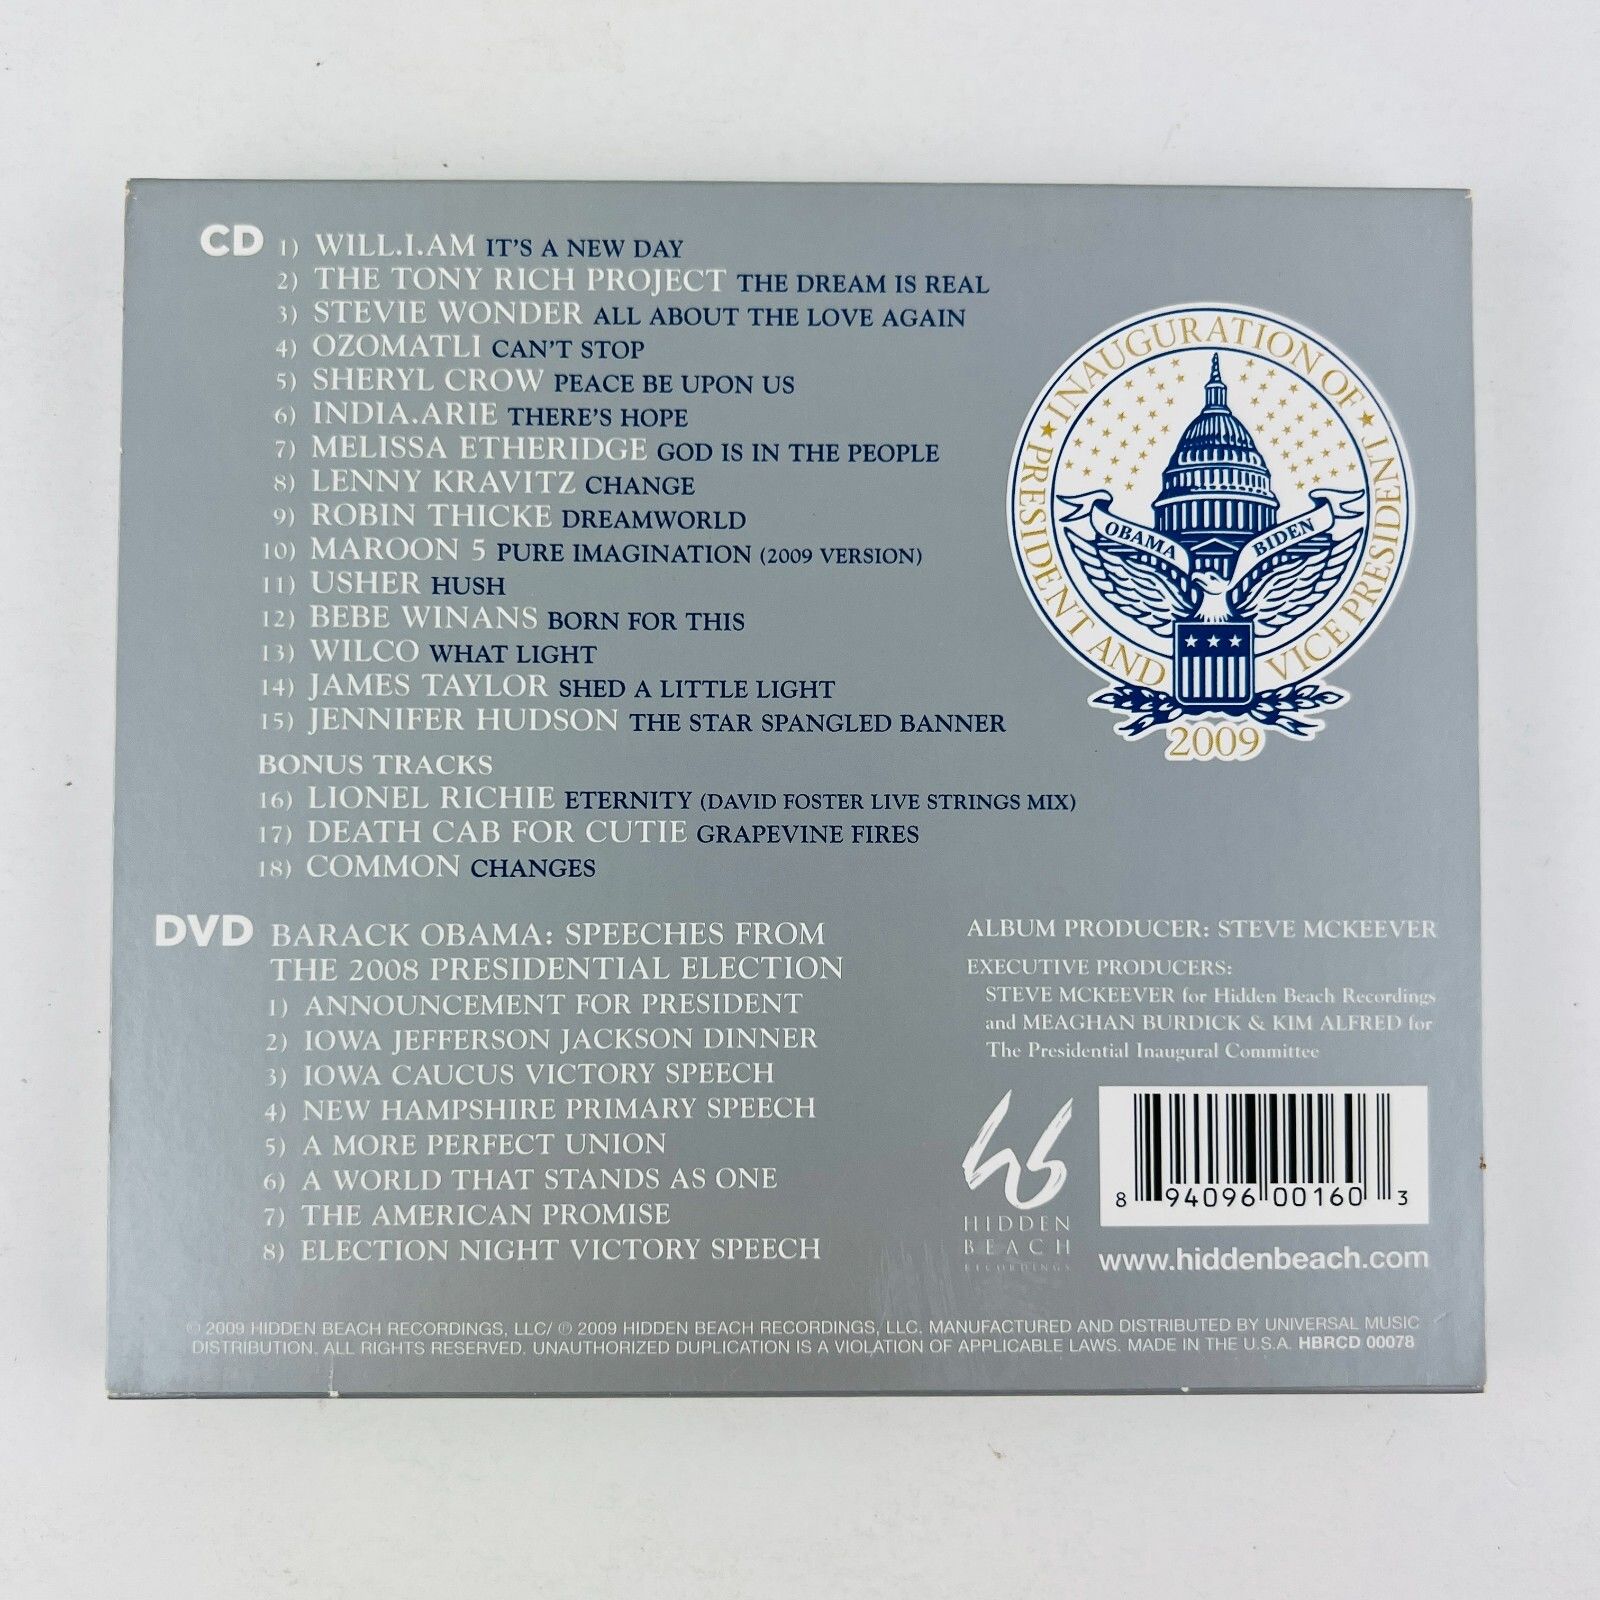 CD 1) WILL.I.AM IT'S A NEW DAY
2) THE TONY RICH PROJECT THE DREAM IS REAL
3) STEVIE WONDER ALL ABOUT THE LOVE AGAIN
4) OZOMATLI CAN'T STOP
5) SHERYL CROW PEACE BE UPON US
6) INDIA.ARIE THERE'S HOPE
7) MELISSA ETHERIDGE GOD IS IN THE PEOPLE
8) LENNY KRAVITZ CHANGE
9) ROBIN THICKE DREAMWORLD
10) MAROON 5 PURE IMAGINATION (2009 VERSION)
11) USHER HUSH
12) BEBE WINANS BORN FOR THIS
13) WILCO WHAT LIGHT
14) JAMES TAYLOR SHED A LITTLE LIGHT
15) JENNIFER HUDSON THE STAR SPANGLED BANNER
BONUS TRACKS
16) LIONEL RICHIE ETERNITY (DAVID FOSTER LIVE STRINGS MIX)
17) DEATH CAB FOR CUTIE GRAPEVINE FIRES
18) COMMON CHANGES
INAUGURATION OF
PRESIDENT AND VICE PRESIDENT
OBAMA BIDEN
2009
DVD BARACK OBAMA: SPEECHES FROM
THE 2008 PRESIDENTIAL ELECTION
1) ANNOUNCEMENT FOR PRESIDENT
2) IOWA JEFFERSON JACKSON DINNER
3) IOWA CAUCUS VICTORY SPEECH
4) NEW HAMPSHIRE PRIMARY SPEECH
5) A MORE PERFECT UNION
6) A WORLD THAT STANDS AS ONE
7) THE AMERICAN PROMISE
8) ELECTION NIGHT VICTORY SPEECH
ALBUM PRODUCER: STEVE MCKEEVER
EXECUTIVE PRODUCERS:
STEVE MCKEEVER for Hidden Beach Recordings
and MEAGHAN BURDICK & KIM ALFRED for
The Presidential Inaugural Committee
hb
HIDDEN
BEACH
RECORDINGS
8 94096 00160 3
www.hiddenbeach.com
© 2009 HIDDEN BEACH RECORDINGS, LLC/ ℗ 2009 HIDDEN BEACH RECORDINGS, LLC. MANUFACTURED AND DISTRIBUTED BY UNIVERSAL MUSIC
DISTRIBUTION. ALL RIGHTS RESERVED. UNAUTHORIZED DUPLICATION IS A VIOLATION OF APPLICABLE LAWS. MADE IN THE U.S.A. HBRCD 00078